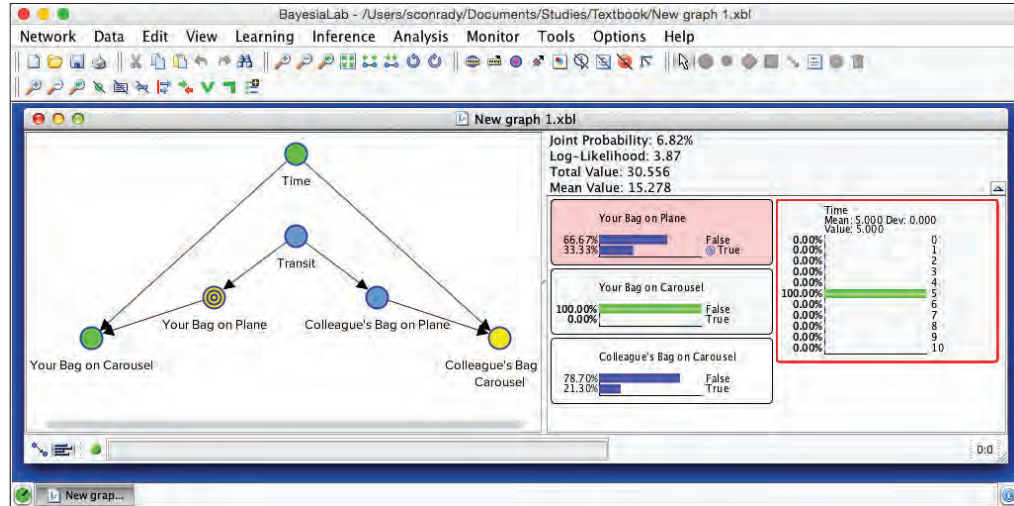 BayesiaLab - /Users/sconrady/Documents/Studies/Textbook/New graph 1.xbl
Network Data Edit View Learning Inference Analysis Monitor Tools Options Help
New graph 1.xbl
Time
Transit
Your Bag on Plane
Colleague's Bag on Plane
Your Bag on Carousel
Colleague's Bag
Carousel
Joint Probability: 6.82%
Log-Likelihood: 3.87
Total Value: 30.556
Mean Value: 15.278
Your Bag on Plane
66.67% False
33.33% True
Your Bag on Carousel
100.00% False
0.00% True
Colleague's Bag on Carousel
78.70% False
21.30% True
Time
Mean: 5.000 Dev: 0.000
Value: 5.000
0.00% 0
0.00% 1
0.00% 2
0.00% 3
0.00% 4
100.00% 5
0.00% 6
0.00% 7
0.00% 8
0.00% 9
0.00% 10
0:0
New grap...